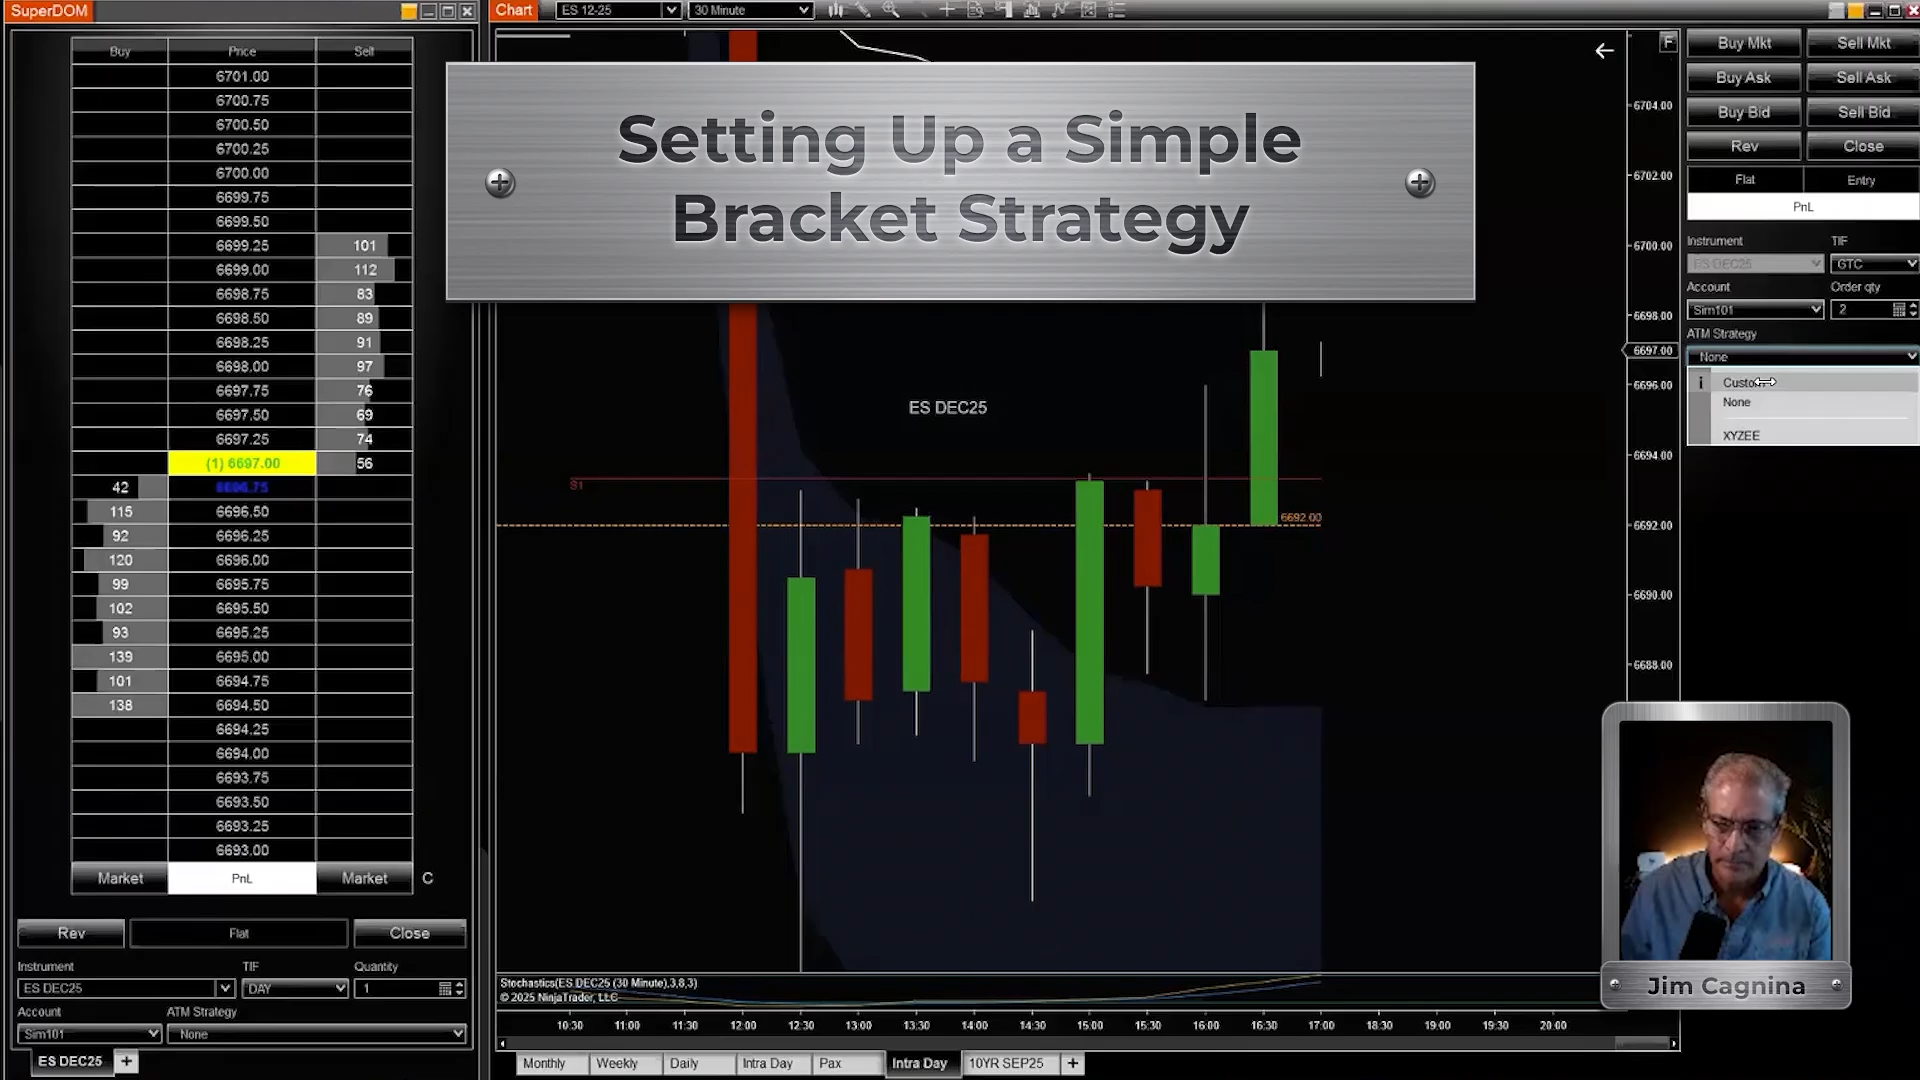 SuperDOM
Buy Price Sell
6701.00
6700.75
6700.50
6700.25
6700.00
6699.75
6699.50
6699.25 101
6699.00 112
6698.75 83
6698.50 89
6698.25 91
6698.00 97
6697.75 76
6697.50 69
6697.25 74
(1) 6697.00 56
42 6696.75
115 6696.50
92 6696.25
120 6696.00
99 6695.75
102 6695.50
93 6695.25
139 6695.00
101 6694.75
138 6694.50
6694.25
6694.00
6693.75
6693.50
6693.25
6693.00
Market PnL Market C
Rev Flat Close
Instrument TIF Quantity
ES DEC25 DAY 1
Account ATM Strategy
Sim101 None
ES DEC25 +
Chart ES 12-25 30 Minute
Setting Up a Simple
Bracket Strategy
ES DEC25
S1
6692.00
F
6704.00
6702.00
6700.00
6698.00
6697.00
6696.00
6694.00
6692.00
6690.00
6688.00
Stochastics(ES DEC25 (30 Minute),3,8,3)
© 2025 NinjaTrader, LLC
10:30 11:00 11:30 12:00 12:30 13:00 13:30 14:00 14:30 15:00 15:30 16:00 16:30 17:00 18:30 19:00 19:30 20:00
Monthly Weekly Daily Intra Day Pax Intra Day 10YR SEP25 +
Buy Mkt Sell Mkt
Buy Ask Sell Ask
Buy Bid Sell Bid
Rev Close
Flat Entry
PnL
Instrument TIF
ES DEC25 GTC
Account Order qty
Sim101 2
ATM Strategy
None
i
None
XYZEE
Jim Cagnina